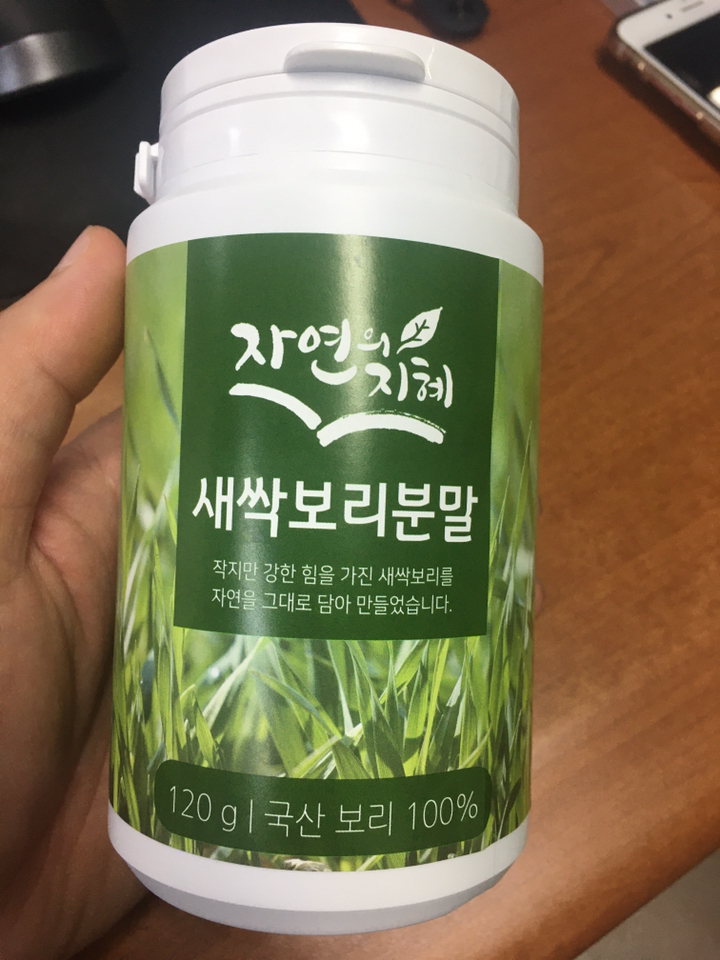 자연의
지혜
새싹보리분말
작지만 강한 힘을 가진 새싹보리를
자연을 그대로 담아 만들었습니다.
120 g | 국산 보리 100%